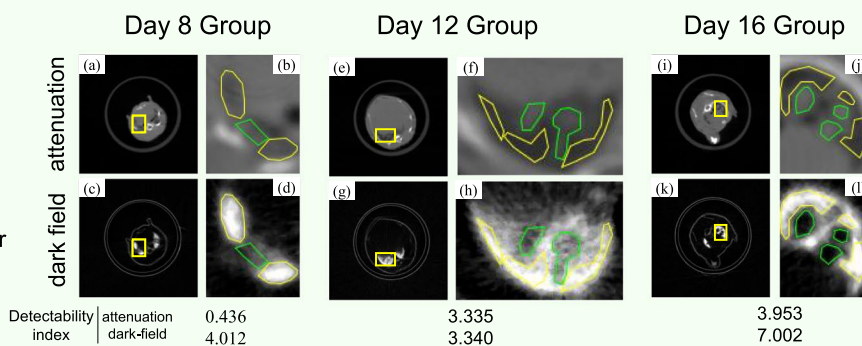 Day 8 Group Day 12 Group Day 16 Group
attenuation
(a) (b) (e) (f) (i) (j)
dark field
(c) (d) (g) (h) (k) (l)
r
Detectability index
attenuation 0.436 3.335 3.953
dark-field 4.012 3.340 7.002